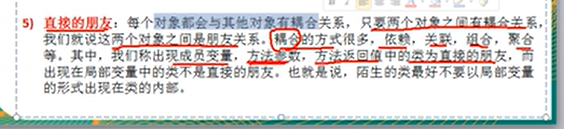 5) 直接的朋友：每个对象都会与其他对象有耦合关系，只要两个对象之间有耦合关系，
我们就说这两个对象之间是朋友关系。耦合的方式很多，依赖，关联，组合，聚合
等。其中，我们称出现成员变量，方法参数，方法返回值中的类为直接的朋友，而
出现在局部变量中的类不是直接的朋友。也就是说，陌生的类最好不要以局部变量
的形式出现在类的内部。